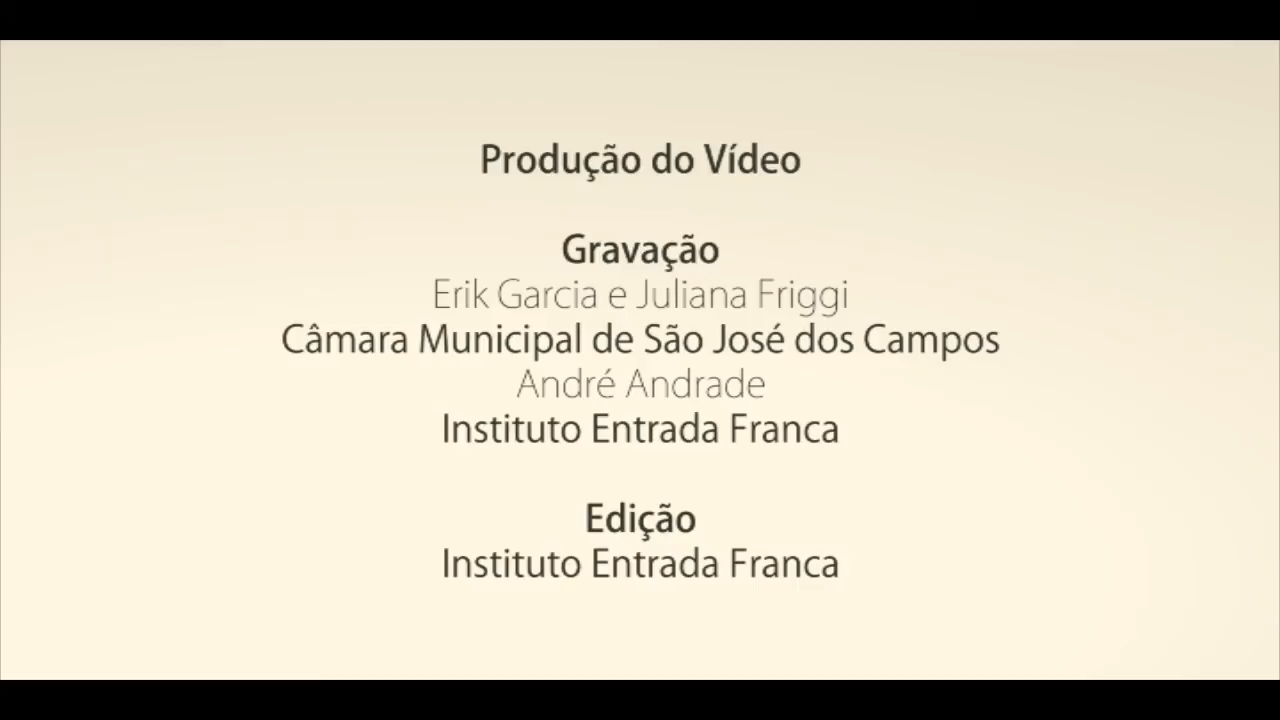 Produção do Vídeo
Gravação
Erik Garcia e Juliana Friggi
Câmara Municipal de São José dos Campos
André Andrade
Instituto Entrada Franca
Edição
Instituto Entrada Franca